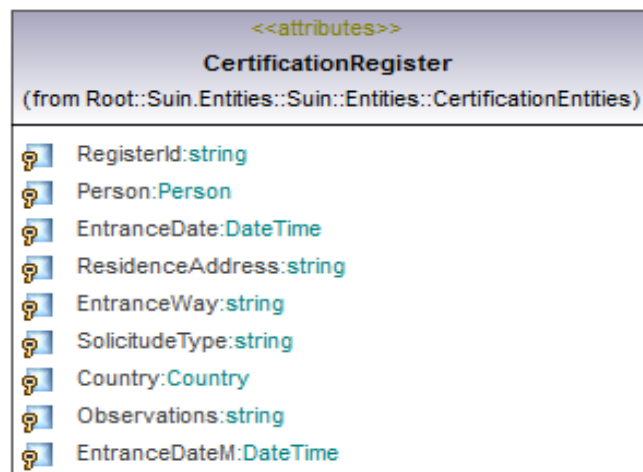 <<attributes>>
CertificationRegister
(from Root::Suin.Entities::Suin::Entities::CertificationEntities)
RegisterId:string
Person:Person
EntranceDate:DateTime
ResidenceAddress:string
EntranceWay:string
SolicitudeType:string
Country:Country
Observations:string
EntranceDateM:DateTime